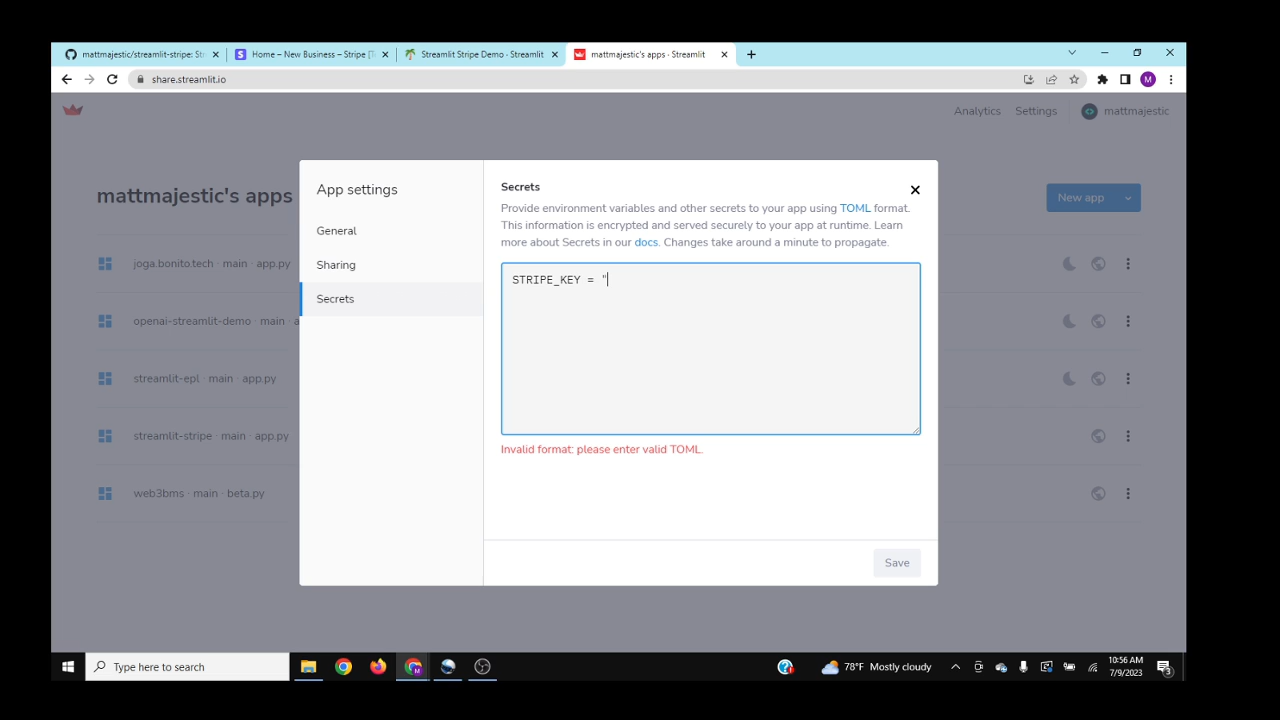 mattmajestic/streamlit-stripe: St
Home – New Business – Stripe [T
Streamlit Stripe Demo · Streamlit
mattmajestic's apps · Streamlit
share.streamlit.io
M
Analytics
Settings
mattmajestic
mattmajestic's apps
New app
joga.bonito.tech · main · app.py
openai-streamlit-demo · main · a
streamlit-epl · main · app.py
streamlit-stripe · main · app.py
web3bms · main · beta.py
App settings
General
Sharing
Secrets
Secrets
Provide environment variables and other secrets to your app using TOML format.
This information is encrypted and served securely to your app at runtime. Learn
more about Secrets in our docs. Changes take around a minute to propagate.
STRIPE_KEY = "
Invalid format: please enter valid TOML.
Save
Type here to search
78°F Mostly cloudy
10:56 AM
7/9/2023
3